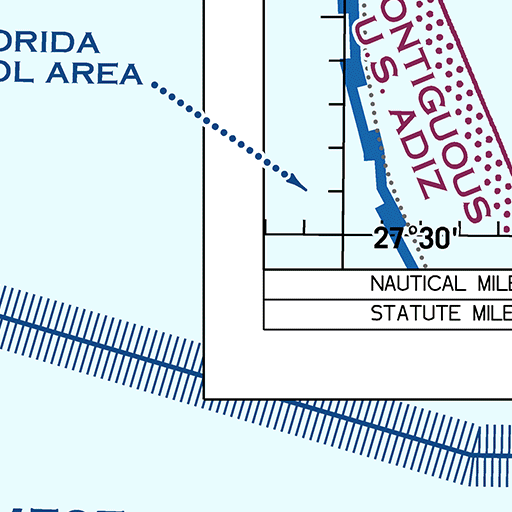 ORIDA
OL AREA
ONTIGUOUS
U.S. ADIZ
27°30'
NAUTICAL MILE
STATUTE MILE